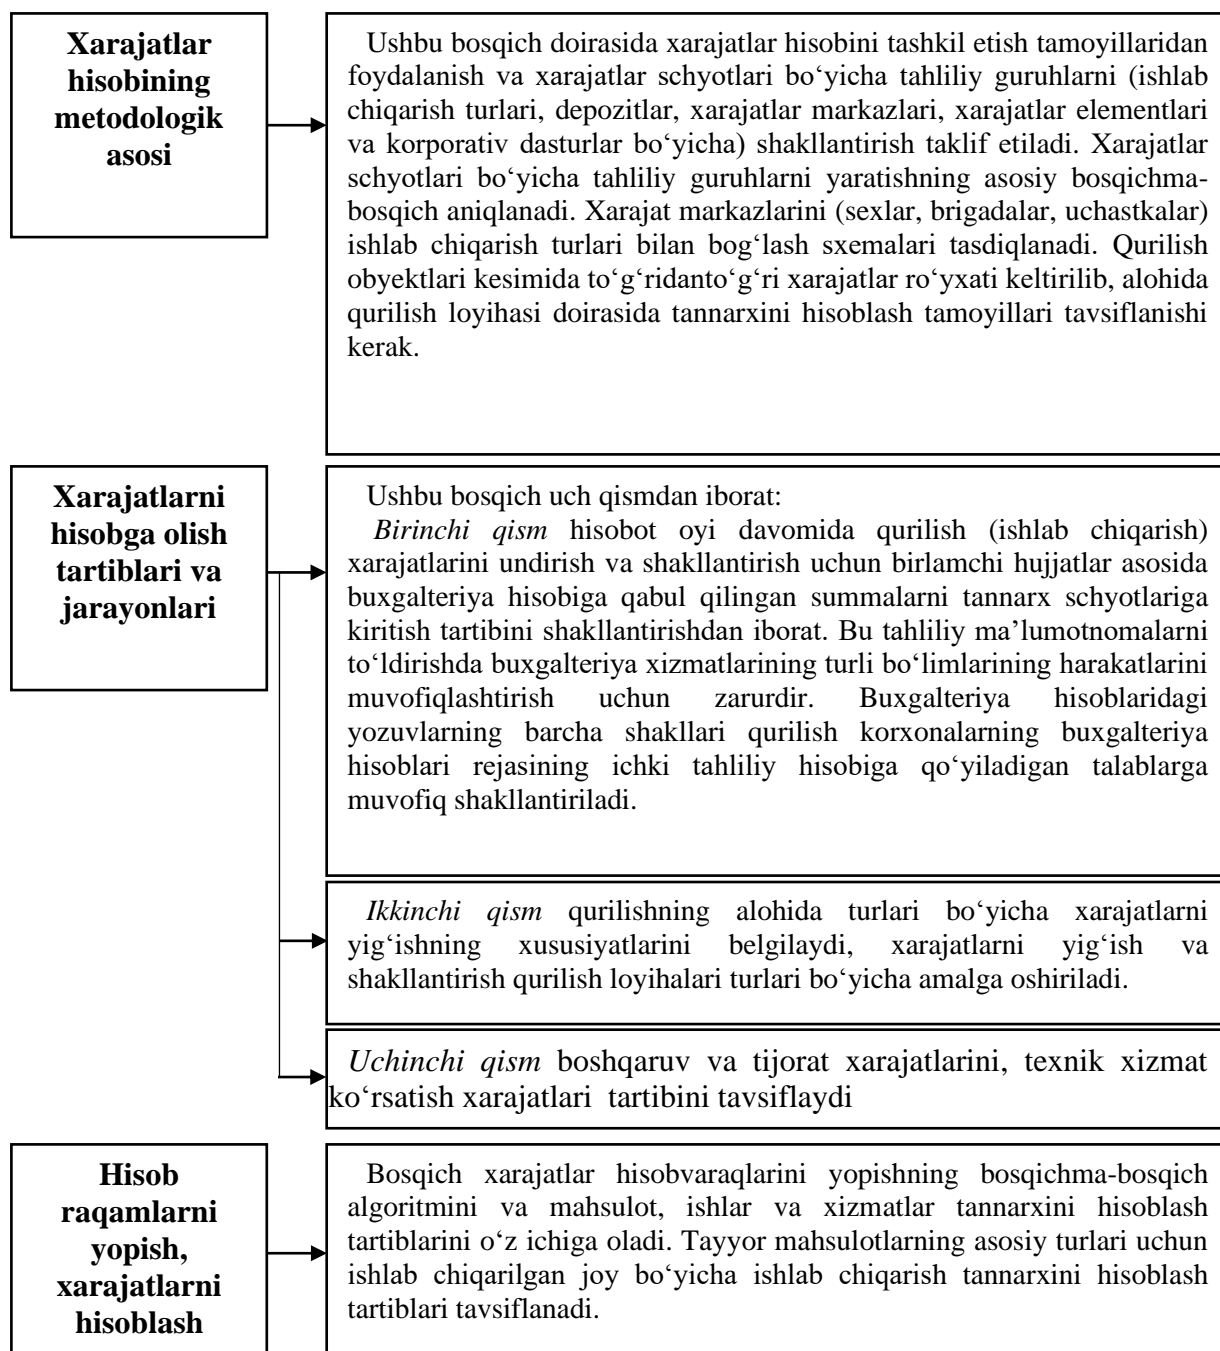 Xarajatlar
hisobining
metodologik
asosi
Ushbu bosqich doirasida xarajatlar hisobini tashkil etish tamoyillaridan
foydalanish va xarajatlar schyotlari bo‘yicha tahliliy guruhlarni (ishlab
chiqarish turlari, depozitlar, xarajatlar markazlari, xarajatlar elementlari
va korporativ dasturlar bo‘yicha) shakllantirish taklif etiladi. Xarajatlar
schyotlari bo‘yicha tahliliy guruhlarni yaratishning asosiy bosqichma-
bosqich aniqlanadi. Xarajat markazlarini (sexlar, brigadalar, uchastkalar)
ishlab chiqarish turlari bilan bog‘lash sxemalari tasdiqlanadi. Qurilish
obyektlari kesimida to‘g‘ridanto‘g‘ri xarajatlar ro‘yxati keltirilib, alohida
qurilish loyihasi doirasida tannarxini hisoblash tamoyillari tavsiflanishi
kerak.
Xarajatlarni
hisobga olish
tartiblari va
jarayonlari
Ushbu bosqich uch qismdan iborat:
Birinchi qism hisobot oyi davomida qurilish (ishlab chiqarish)
xarajatlarini undirish va shakllantirish uchun birlamchi hujjatlar asosida
buxgalteriya hisobiga qabul qilingan summalarni tannarx schyotlariga
kiritish tartibini shakllantirishdan iborat. Bu tahliliy ma’lumotnomalarni
to‘ldirishda buxgalteriya xizmatlarining turli bo‘limlarining harakatlarini
muvofiqlashtirish uchun zarurdir. Buxgalteriya hisoblaridagi
yozuvlarning barcha shakllari qurilish korxonalarning buxgalteriya
hisoblari rejasining ichki tahliliy hisobiga qo‘yiladigan talablarga
muvofiq shakllantiriladi.
Ikkinchi qism qurilishning alohida turlari bo‘yicha xarajatlarni
yig‘ishning xususiyatlarini belgilaydi, xarajatlarni yig‘ish va
shakllantirish qurilish loyihalari turlari bo‘yicha amalga oshiriladi.
Uchinchi qism boshqaruv va tijorat xarajatlarini, texnik xizmat
ko‘rsatish xarajatlari tartibini tavsiflaydi
Hisob
raqamlarni
yopish,
xarajatlarni
hisoblash
Bosqich xarajatlar hisobvaraqlarini yopishning bosqichma-bosqich
algoritmini va mahsulot, ishlar va xizmatlar tannarxini hisoblash
tartiblarini o‘z ichiga oladi. Tayyor mahsulotlarning asosiy turlari uchun
ishlab chiqarilgan joy bo‘yicha ishlab chiqarish tannarxini hisoblash
tartiblari tavsiflanadi.